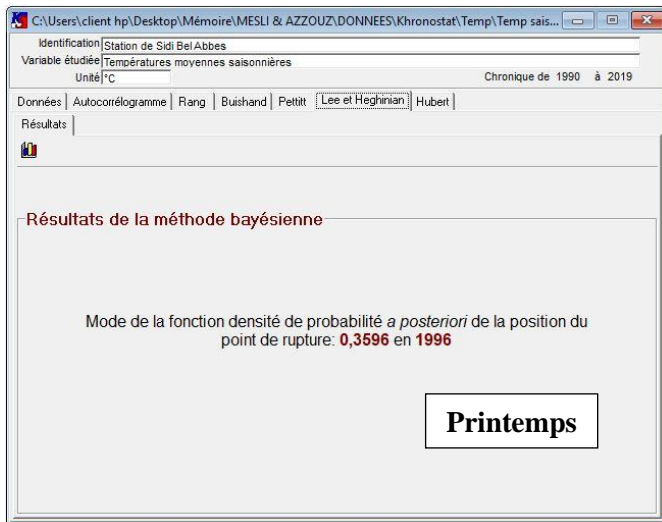 C:\Users\client hp\Desktop\Mémoire\MESLI & AZZOUZ\DONNEES\Khronostat\Temp\Temp sais...
Identification Station de Sidi Bel Abbes
Variable étudiée Températures moyennes saisonnières
Unité °C Chronique de 1990 à 2019
Données Autocorrélogramme Rang Buishand Pettitt Lee et Heghinian Hubert
Résultats
Résultats de la méthode bayésienne
Mode de la fonction densité de probabilité a posteriori de la position du
point de rupture: 0,3596 en 1996
Printemps